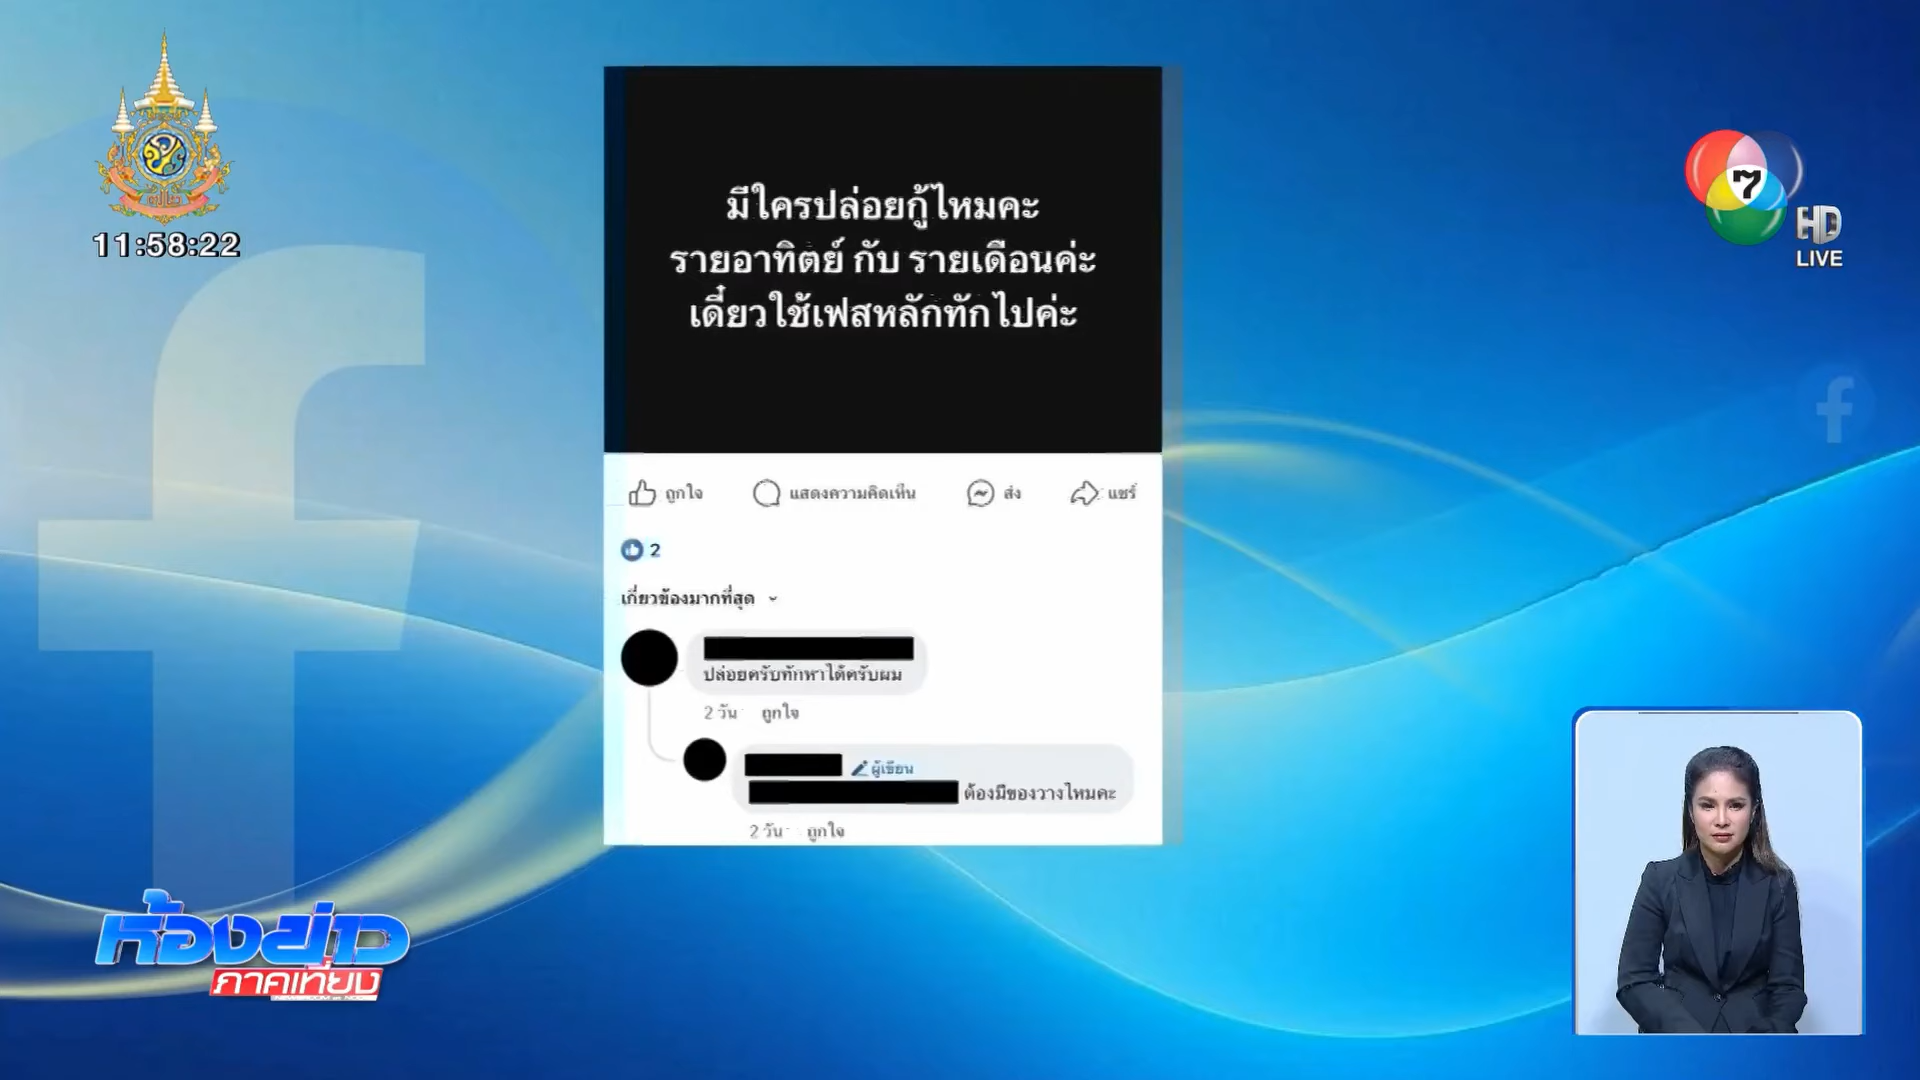 11:58:22
7
HD
LIVE
มีใครปล่อยกู้ไหมคะ
รายอาทิตย์ กับ รายเดือนค่ะ
เดี๋ยวใช้เฟสหลักทักไปค่ะ
ถูกใจ
แสดงความคิดเห็น
ส่ง
แชร์
2
เกี่ยวข้องมากที่สุด
ปล่อยครับทักหาได้ครับผม
2 วัน ถูกใจ
ผู้เขียน
ต้องมีของวางไหมคะ
2 วัน ถูกใจ
ห้องข่าว
ภาคเที่ยง